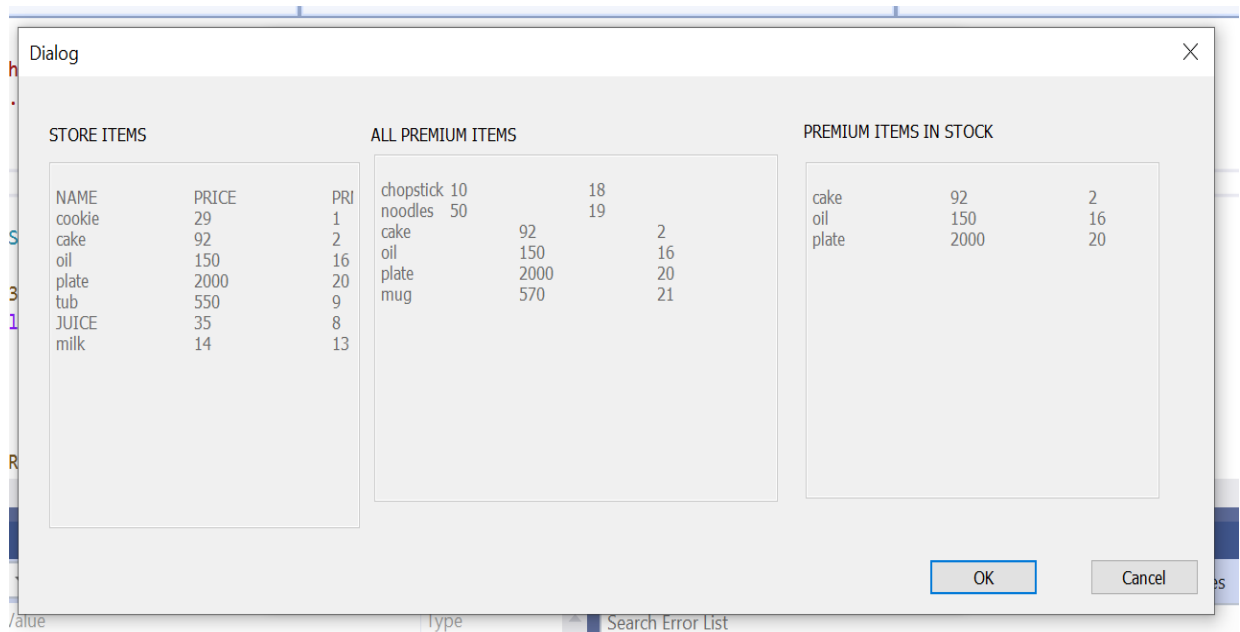 Dialog
STORE ITEMS
NAME PRICE PRI
cookie 29 1
cake 92 2
oil 150 16
plate 2000 20
tub 550 9
JUICE 35 8
milk 14 13
ALL PREMIUM ITEMS
chopstick 10 18
noodles 50 19
cake 92 2
oil 150 16
plate 2000 20
mug 570 21
PREMIUM ITEMS IN STOCK
cake 92 2
oil 150 16
plate 2000 20
OK Cancel
Type
Search Error List